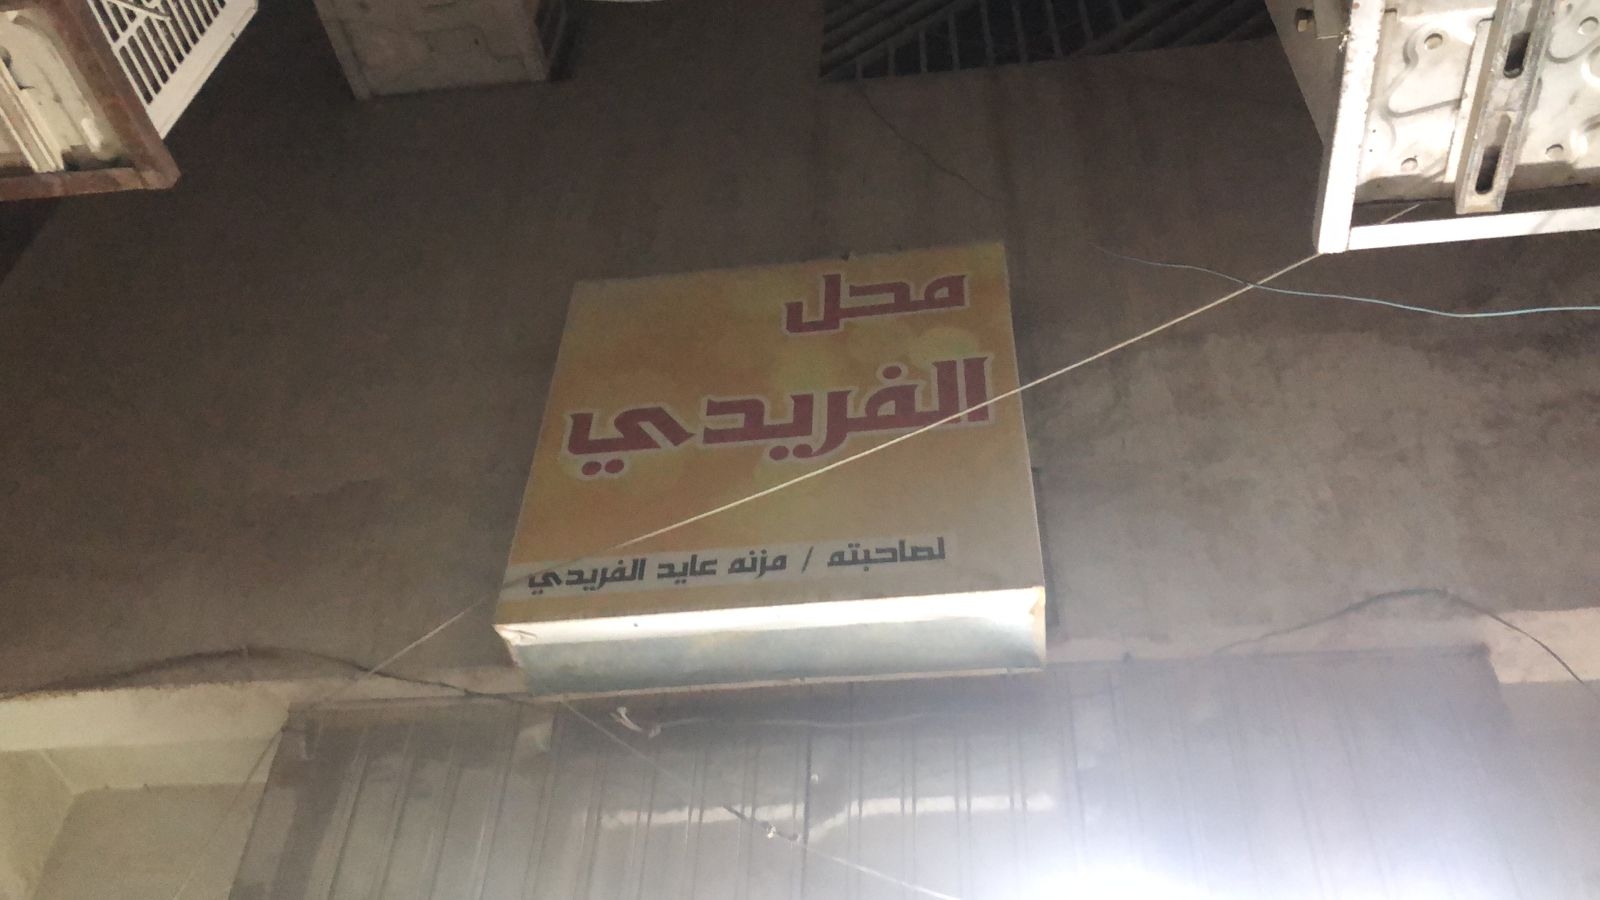 محل
الفريدي
لصاحبته / مزنه عايد الفريدي